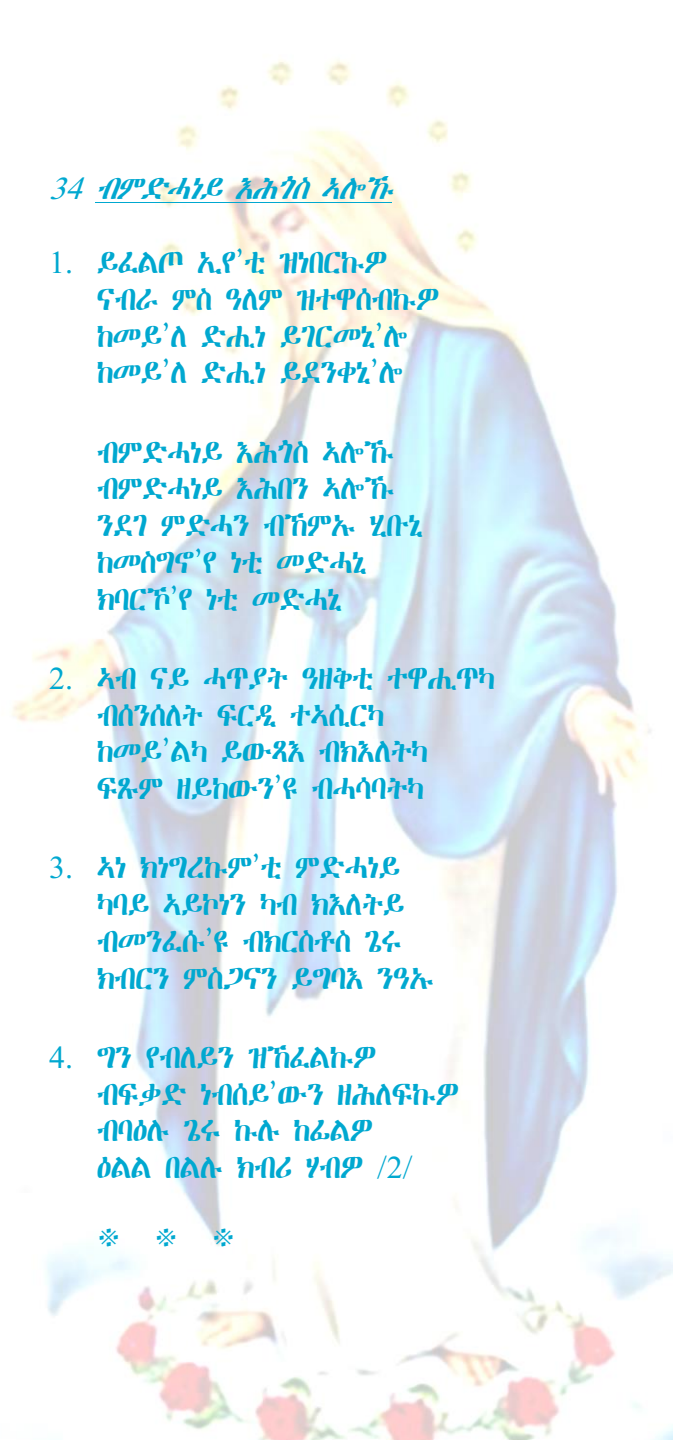 34 ብምድሓነይ እሕጎስ ኣሎኹ
1. ይፈልጦ ኢየ'ቲ ዝነበርኩዎ
ናብራ ምስ ዓለም ዝተዋሰብኩዎ
ከመይ'ለ ድሒነ ይገርመኒ'ሎ
ከመይ'ለ ድሒነ ይደንቀኒ'ሎ
ብምድሓነይ እሕጎስ ኣሎኹ
ብምድሓነይ እሕበን ኣሎኹ
ንደገ ምድሓን ብኸምኡ ሂቡኒ
ከመስግኖ'የ ነቲ መድሓኒ
ክባርኾ'የ ነቲ መድሓኒ
2. ኣብ ናይ ሓጥያት ዓዘቅቲ ተዋሒጥካ
ብሰንሰለት ፍርዲ ተኣሲርካ
ከመይ'ልካ ይውጻእ ብክእለትካ
ፍጹም ዘይከውን'ዩ ብሓሳባትካ
3. ኣነ ክነግረኩም'ቲ ምድሓነይ
ካባይ ኣይኮነን ካብ ክእለትይ
ብመንፈሱ'ዩ ብክርስቶስ ጌሩ
ክብርን ምስጋናን ይግባእ ንዓኡ
4. ግን የብለይን ዝኸፈልኩዎ
ብፍቃድ ነብሰይ'ውን ዘሕለፍኩዎ
ብባዕሉ ጌሩ ኩሉ ከፊልዎ
ዕልል በልሉ ክብሪ ሃብዎ /2/
※ ※ ※